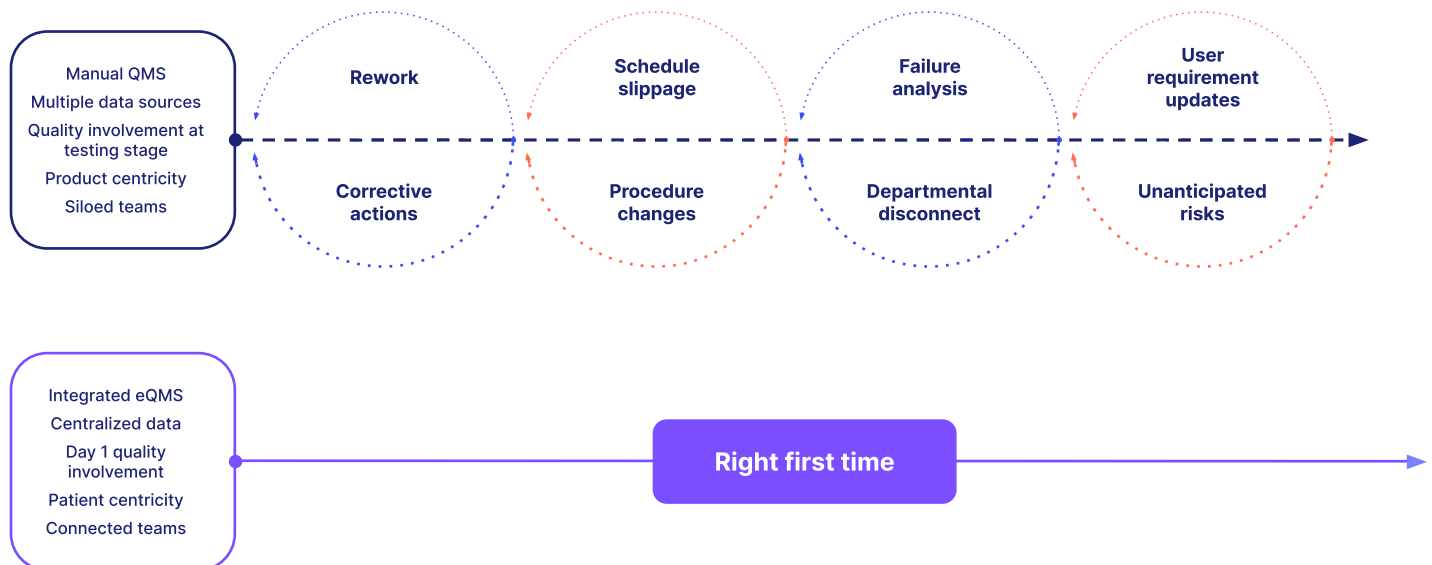 Manual QMS
Multiple data sources
Quality involvement at
testing stage
Product centricity
Siloed teams
Rework
Corrective
actions
Schedule
slippage
Procedure
changes
Failure
analysis
Departmental
disconnect
User
requirement
updates
Unanticipated
risks
Integrated eQMS
Centralized data
Day 1 quality
involvement
Patient centricity
Connected teams
Right first time